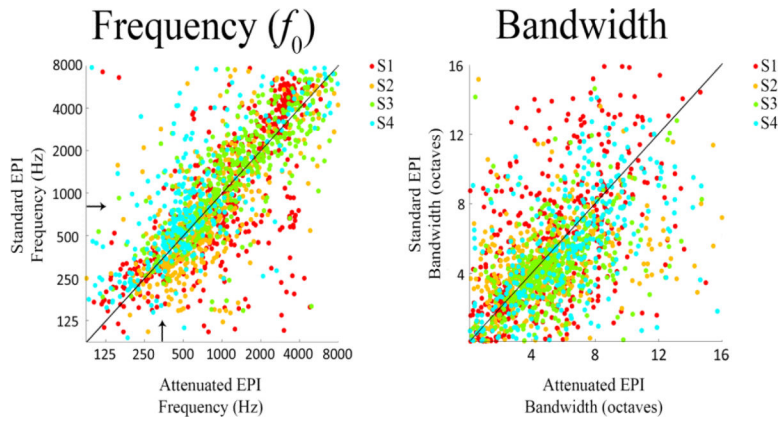 Frequency (f0)
Bandwidth
8000
4000
2000
1000
500
250
125
Standard EPI
Frequency (Hz)
125 250 500 1000 2000 4000 8000
Attenuated EPI
Frequency (Hz)
S1
S2
S3
S4
16
12
8
4
Standard EPI
Bandwidth (octaves)
4 8 12 16
Attenuated EPI
Bandwidth (octaves)
S1
S2
S3
S4